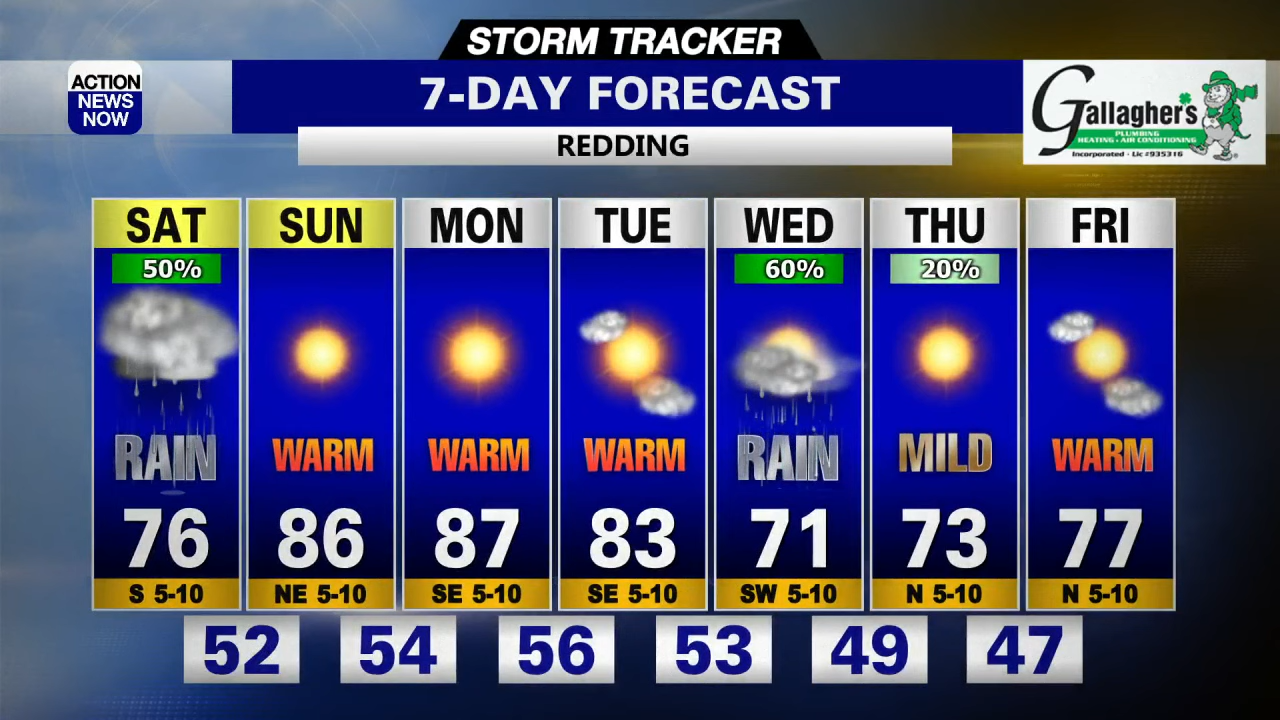 STORM TRACKER
ACTION
NEWS
NOW
7-DAY FORECAST
REDDING
Gallagher's
PLUMBING
HEATING • AIR CONDITIONING
Incorporated - Lic #935316
SAT SUN MON TUE WED THU FRI
50% 60% 20%
RAIN WARM WARM WARM RAIN MILD WARM
76 86 87 83 71 73 77
S 5-10 NE 5-10 SE 5-10 SE 5-10 SW 5-10 N 5-10 N 5-10
52 54 56 53 49 47